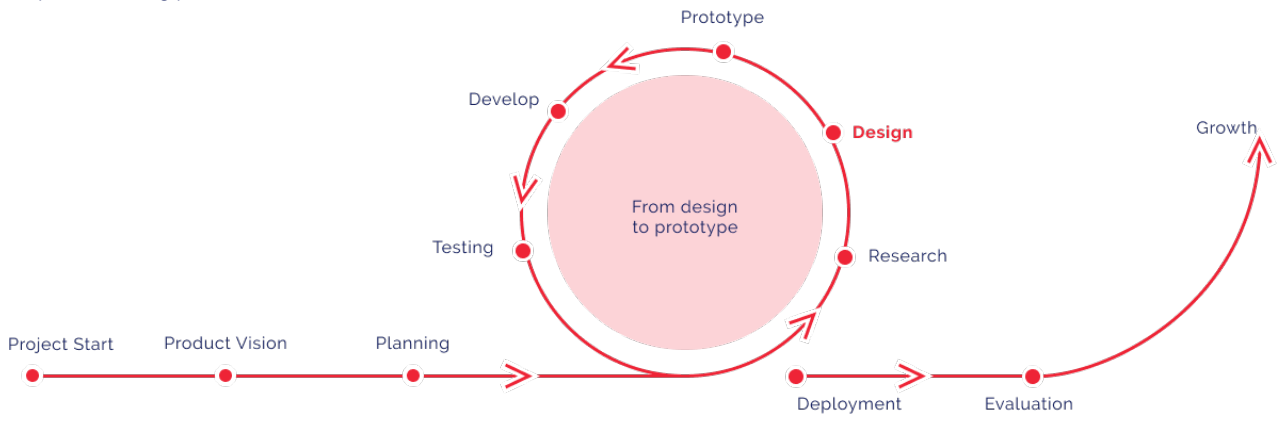 Prototype
Develop
Design
Growth
From design
to prototype
Testing
Research
Project Start
Product Vision
Planning
Deployment
Evaluation